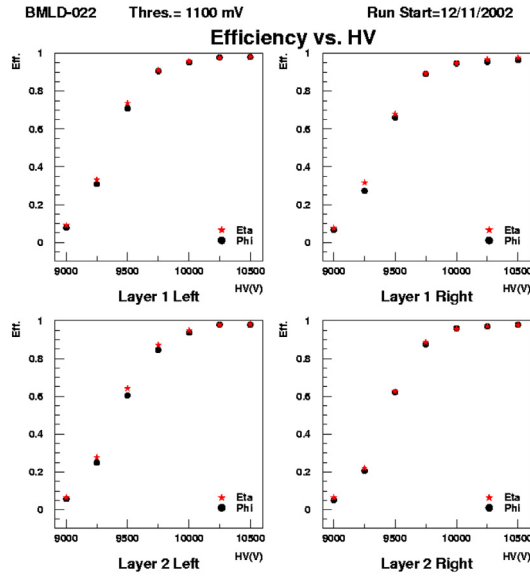 BMLD-022 Thres.= 1100 mV Run Start=12/11/2002
Efficiency vs. HV
Eff.
1
0.8
0.6
0.4
0.2
0
Eta
Phi
9000 9500 10000 10500
HV(V)
Layer 1 Left
Eff.
1
0.8
0.6
0.4
0.2
0
Eta
Phi
9000 9500 10000 10500
HV(V)
Layer 1 Right
Eff.
1
0.8
0.6
0.4
0.2
0
Eta
Phi
9000 9500 10000 10500
HV(V)
Layer 2 Left
Eff.
1
0.8
0.6
0.4
0.2
0
Eta
Phi
9000 9500 10000 10500
HV(V)
Layer 2 Right